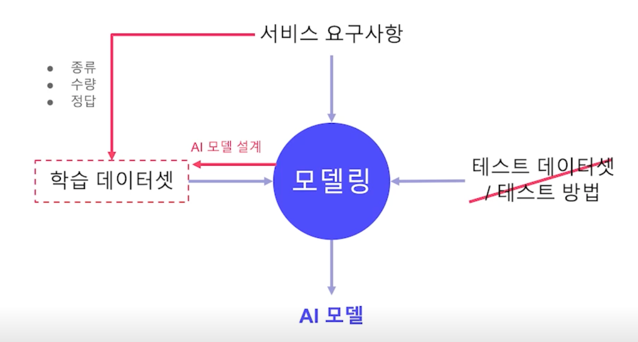 서비스 요구사항
종류
수량
정답
AI 모델 설계
학습 데이터셋
모델링
테스트 데이터셋
/ 테스트 방법
AI 모델